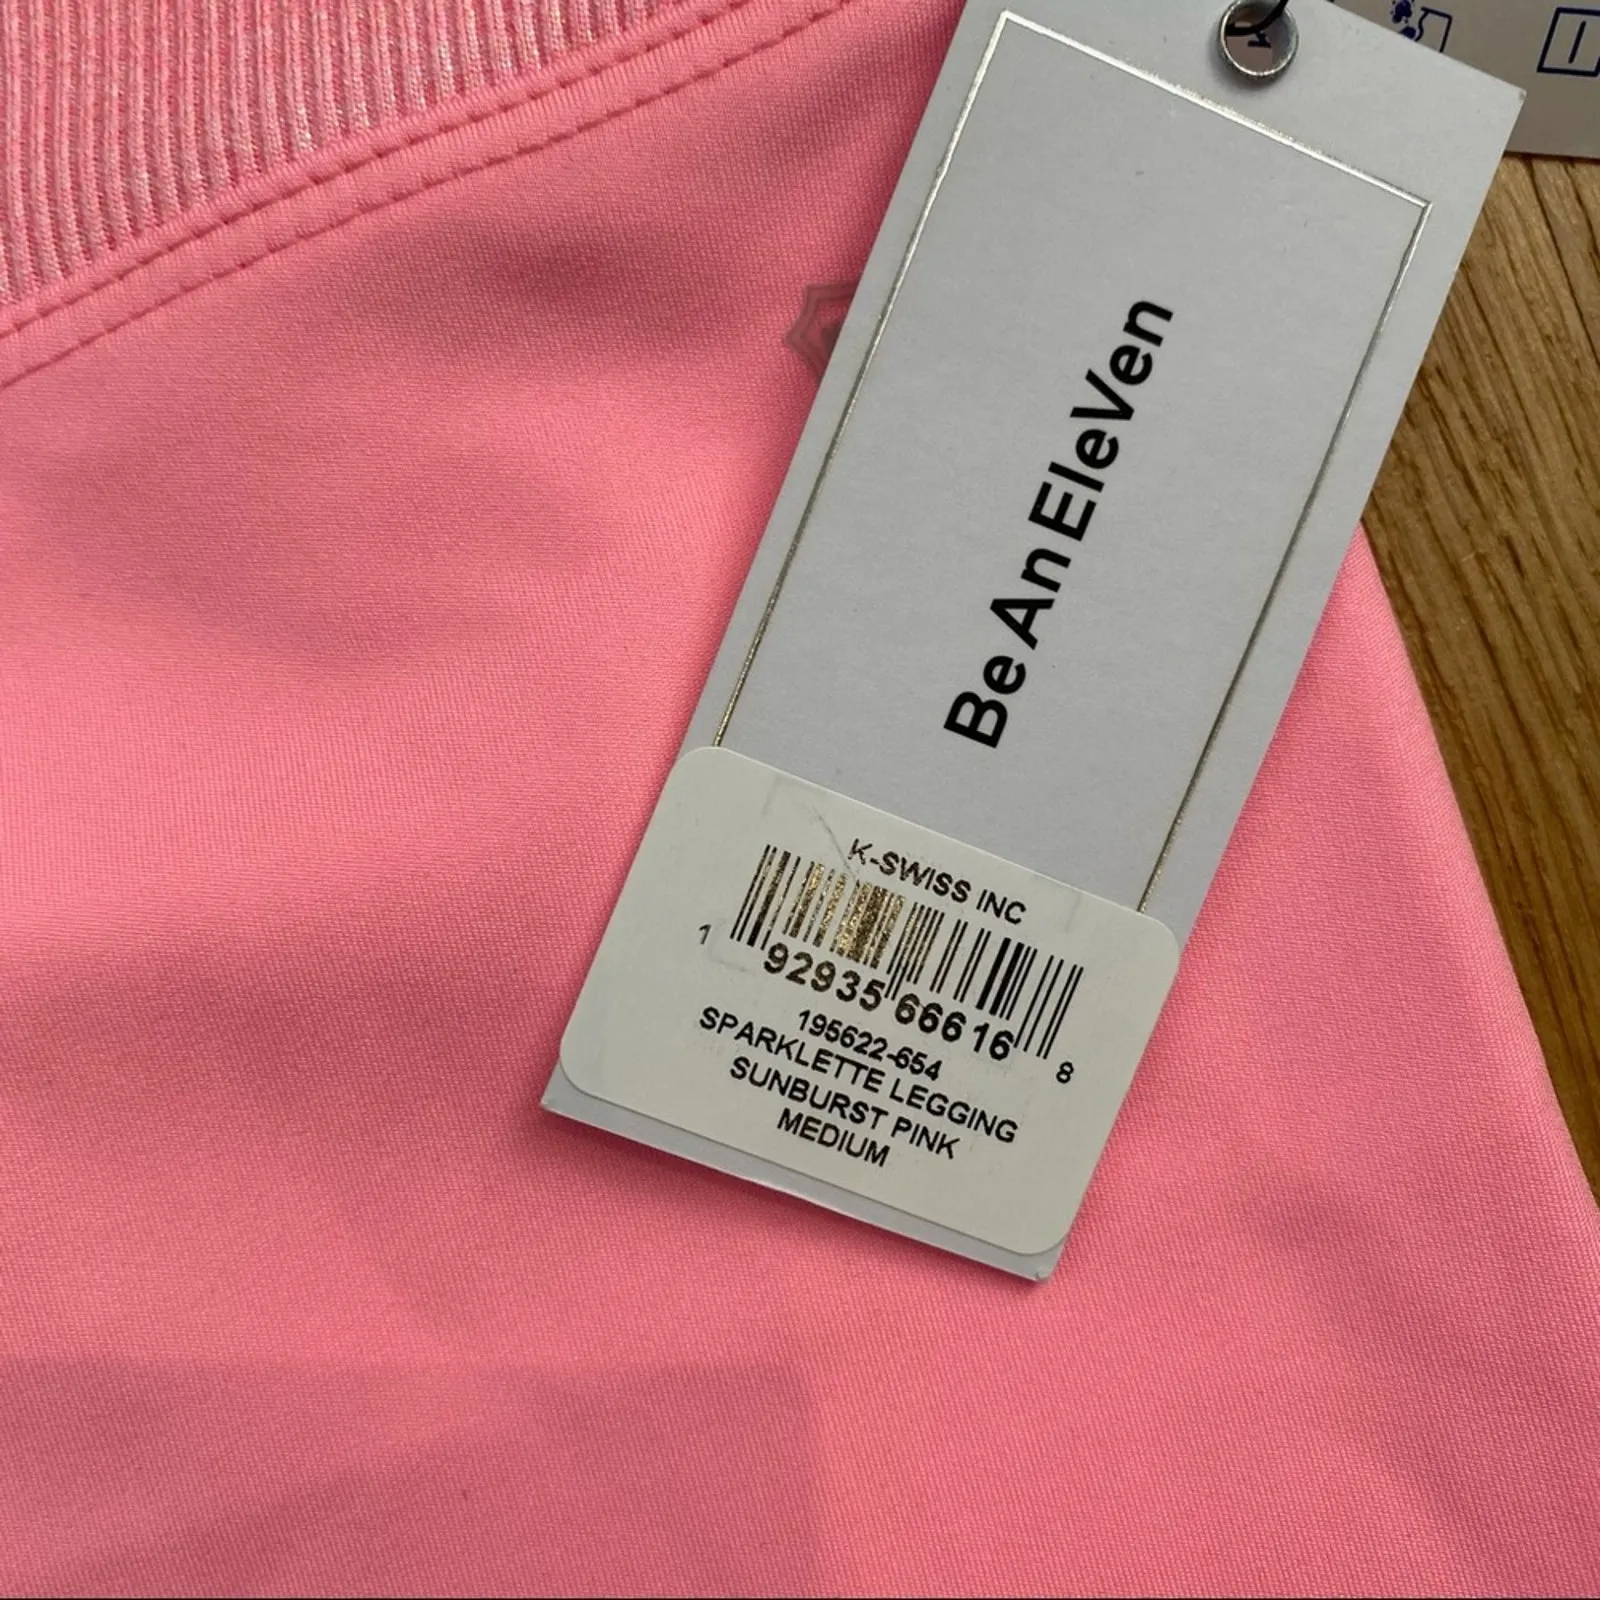 Be An EleVen
K-SWISS INC
1 92935 66616 8
195622-654
SPARKLETTE LEGGING
SUNBURST PINK
MEDIUM